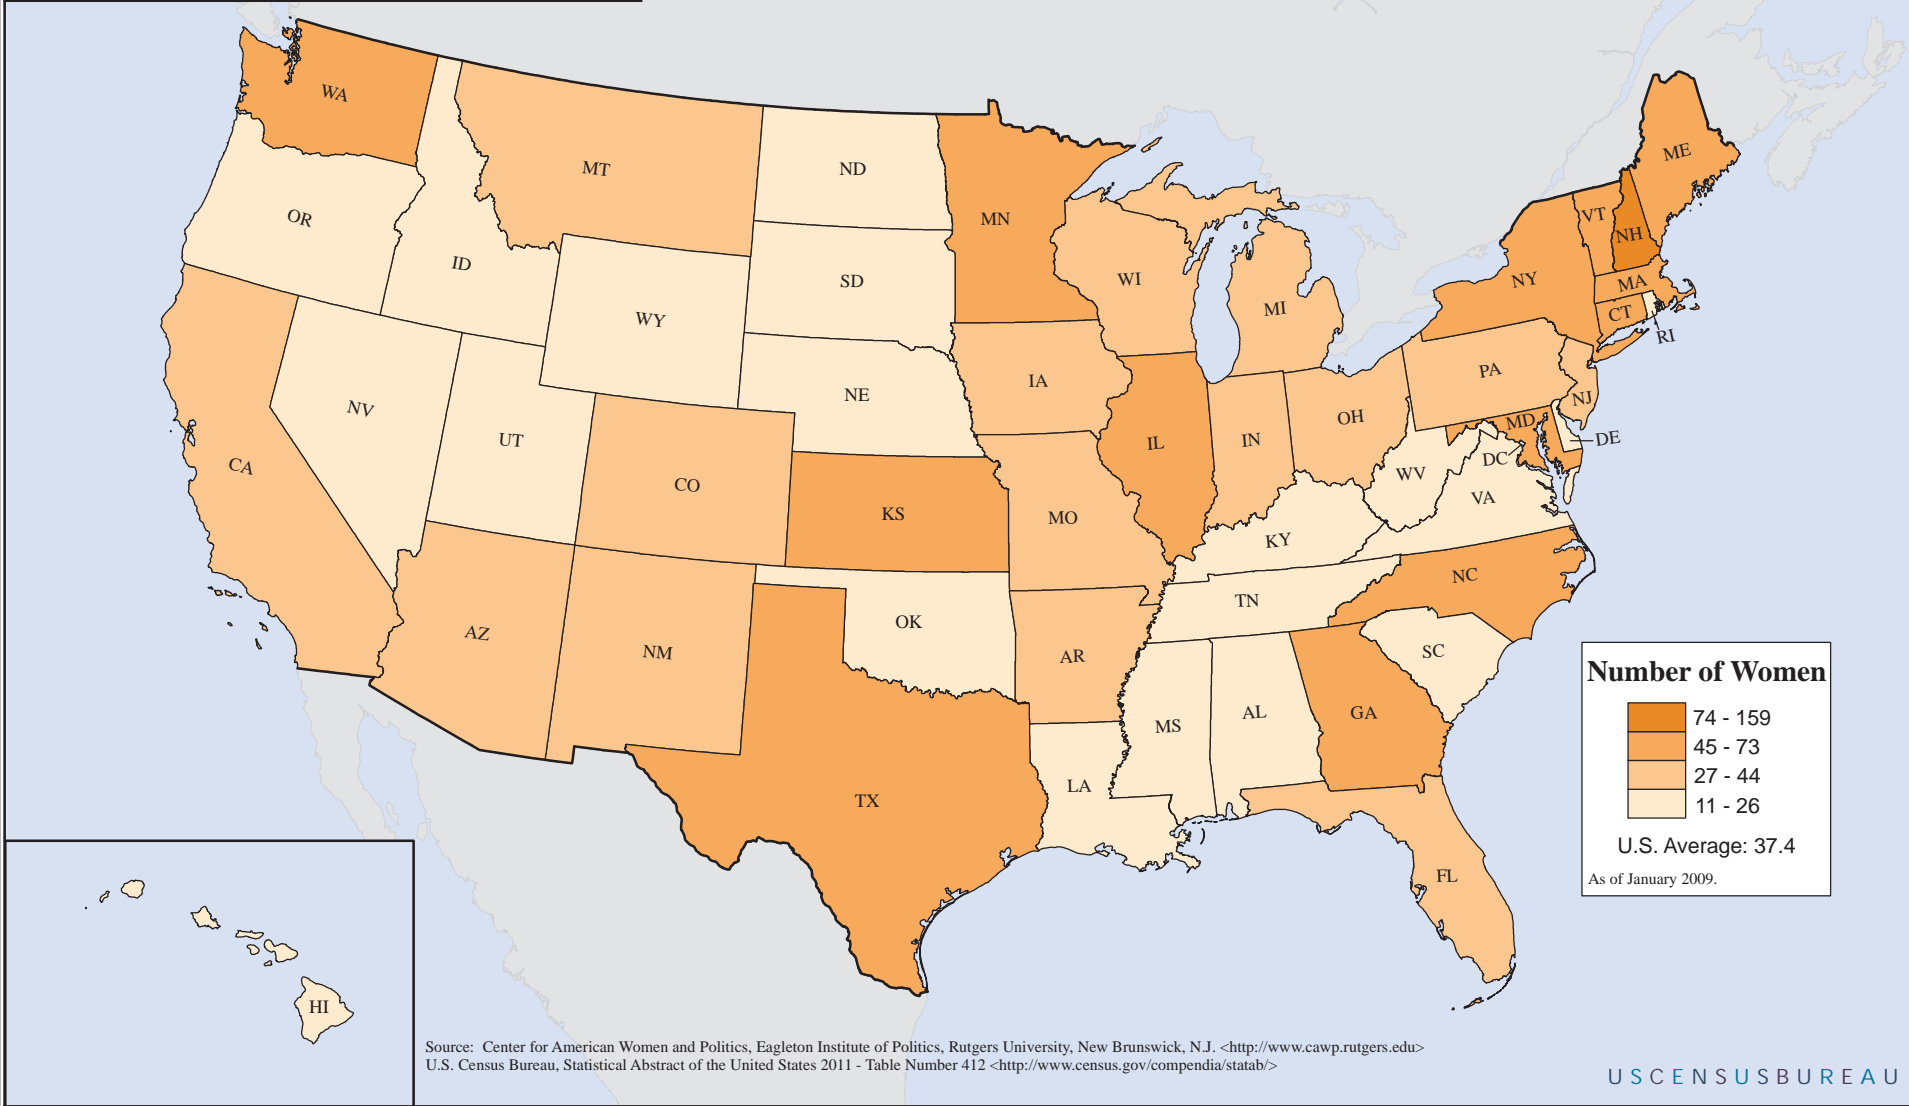 WA
MT
ND
MN
ME
VT
NH
OR
ID
SD
WI
NY
MA
WY
MI
CT
RI
IA
PA
NE
NJ
NV
UT
OH
MD
IL
IN
DE
CA
CO
WV
DC
VA
KS
MO
KY
NC
TN
OK
AZ
NM
AR
SC
MS
AL
GA
LA
TX
FL
HI
Number of Women
74 - 159
45 - 73
27 - 44
11 - 26
U.S. Average: 37.4
As of January 2009.
Source: Center for American Women and Politics, Eagleton Institute of Politics, Rutgers University, New Brunswick, N.J. <http://www.cawp.rutgers.edu>
U.S. Census Bureau, Statistical Abstract of the United States 2011 - Table Number 412 <http://www.census.gov/compendia/statab/>
USCENSUSBUREAU